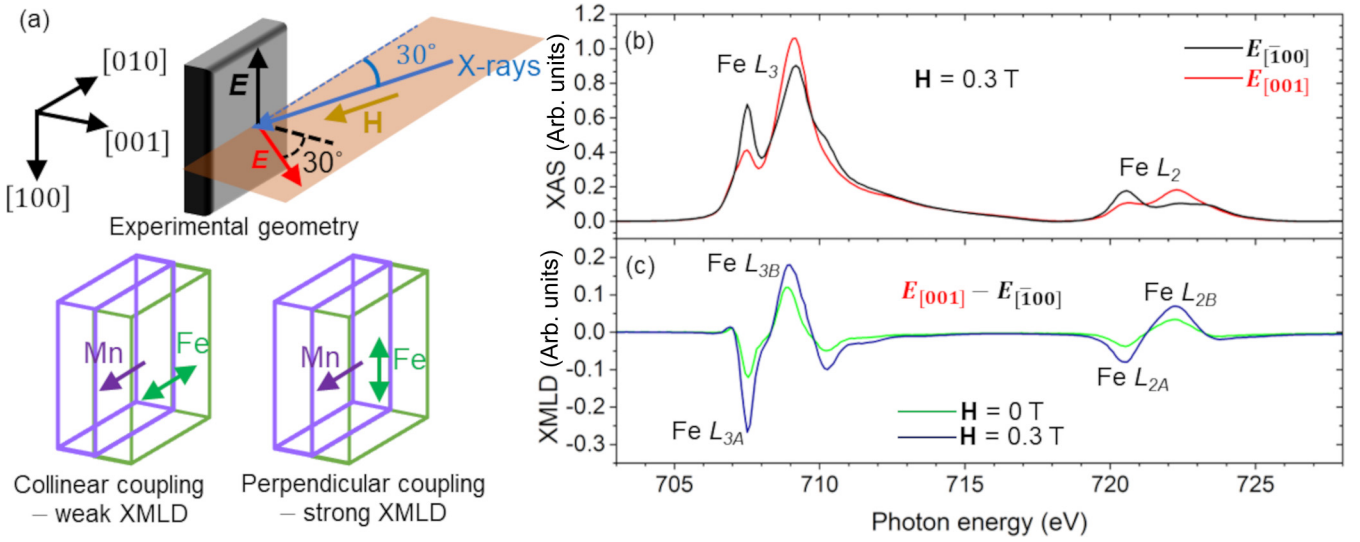 (a)
[010]
[001]
[100]
E
E
30°
30°
X-rays
H
Experimental geometry
Mn
Fe
Mn
Fe
Collinear coupling
– weak XMLD
Perpendicular coupling
– strong XMLD
(b)
XAS (Arb. units)
1.2
1.0
0.8
0.6
0.4
0.2
0.0
Fe L₃
H = 0.3 T
E[1̄00]
E[001]
Fe L₂
(c)
XMLD (Arb. units)
0.2
0.1
0.0
-0.1
-0.2
-0.3
Fe L₃B
E[001] – E[1̄00]
Fe L₂B
Fe L₃A
Fe L₂A
H = 0 T
H = 0.3 T
705
710
715
720
725
Photon energy (eV)